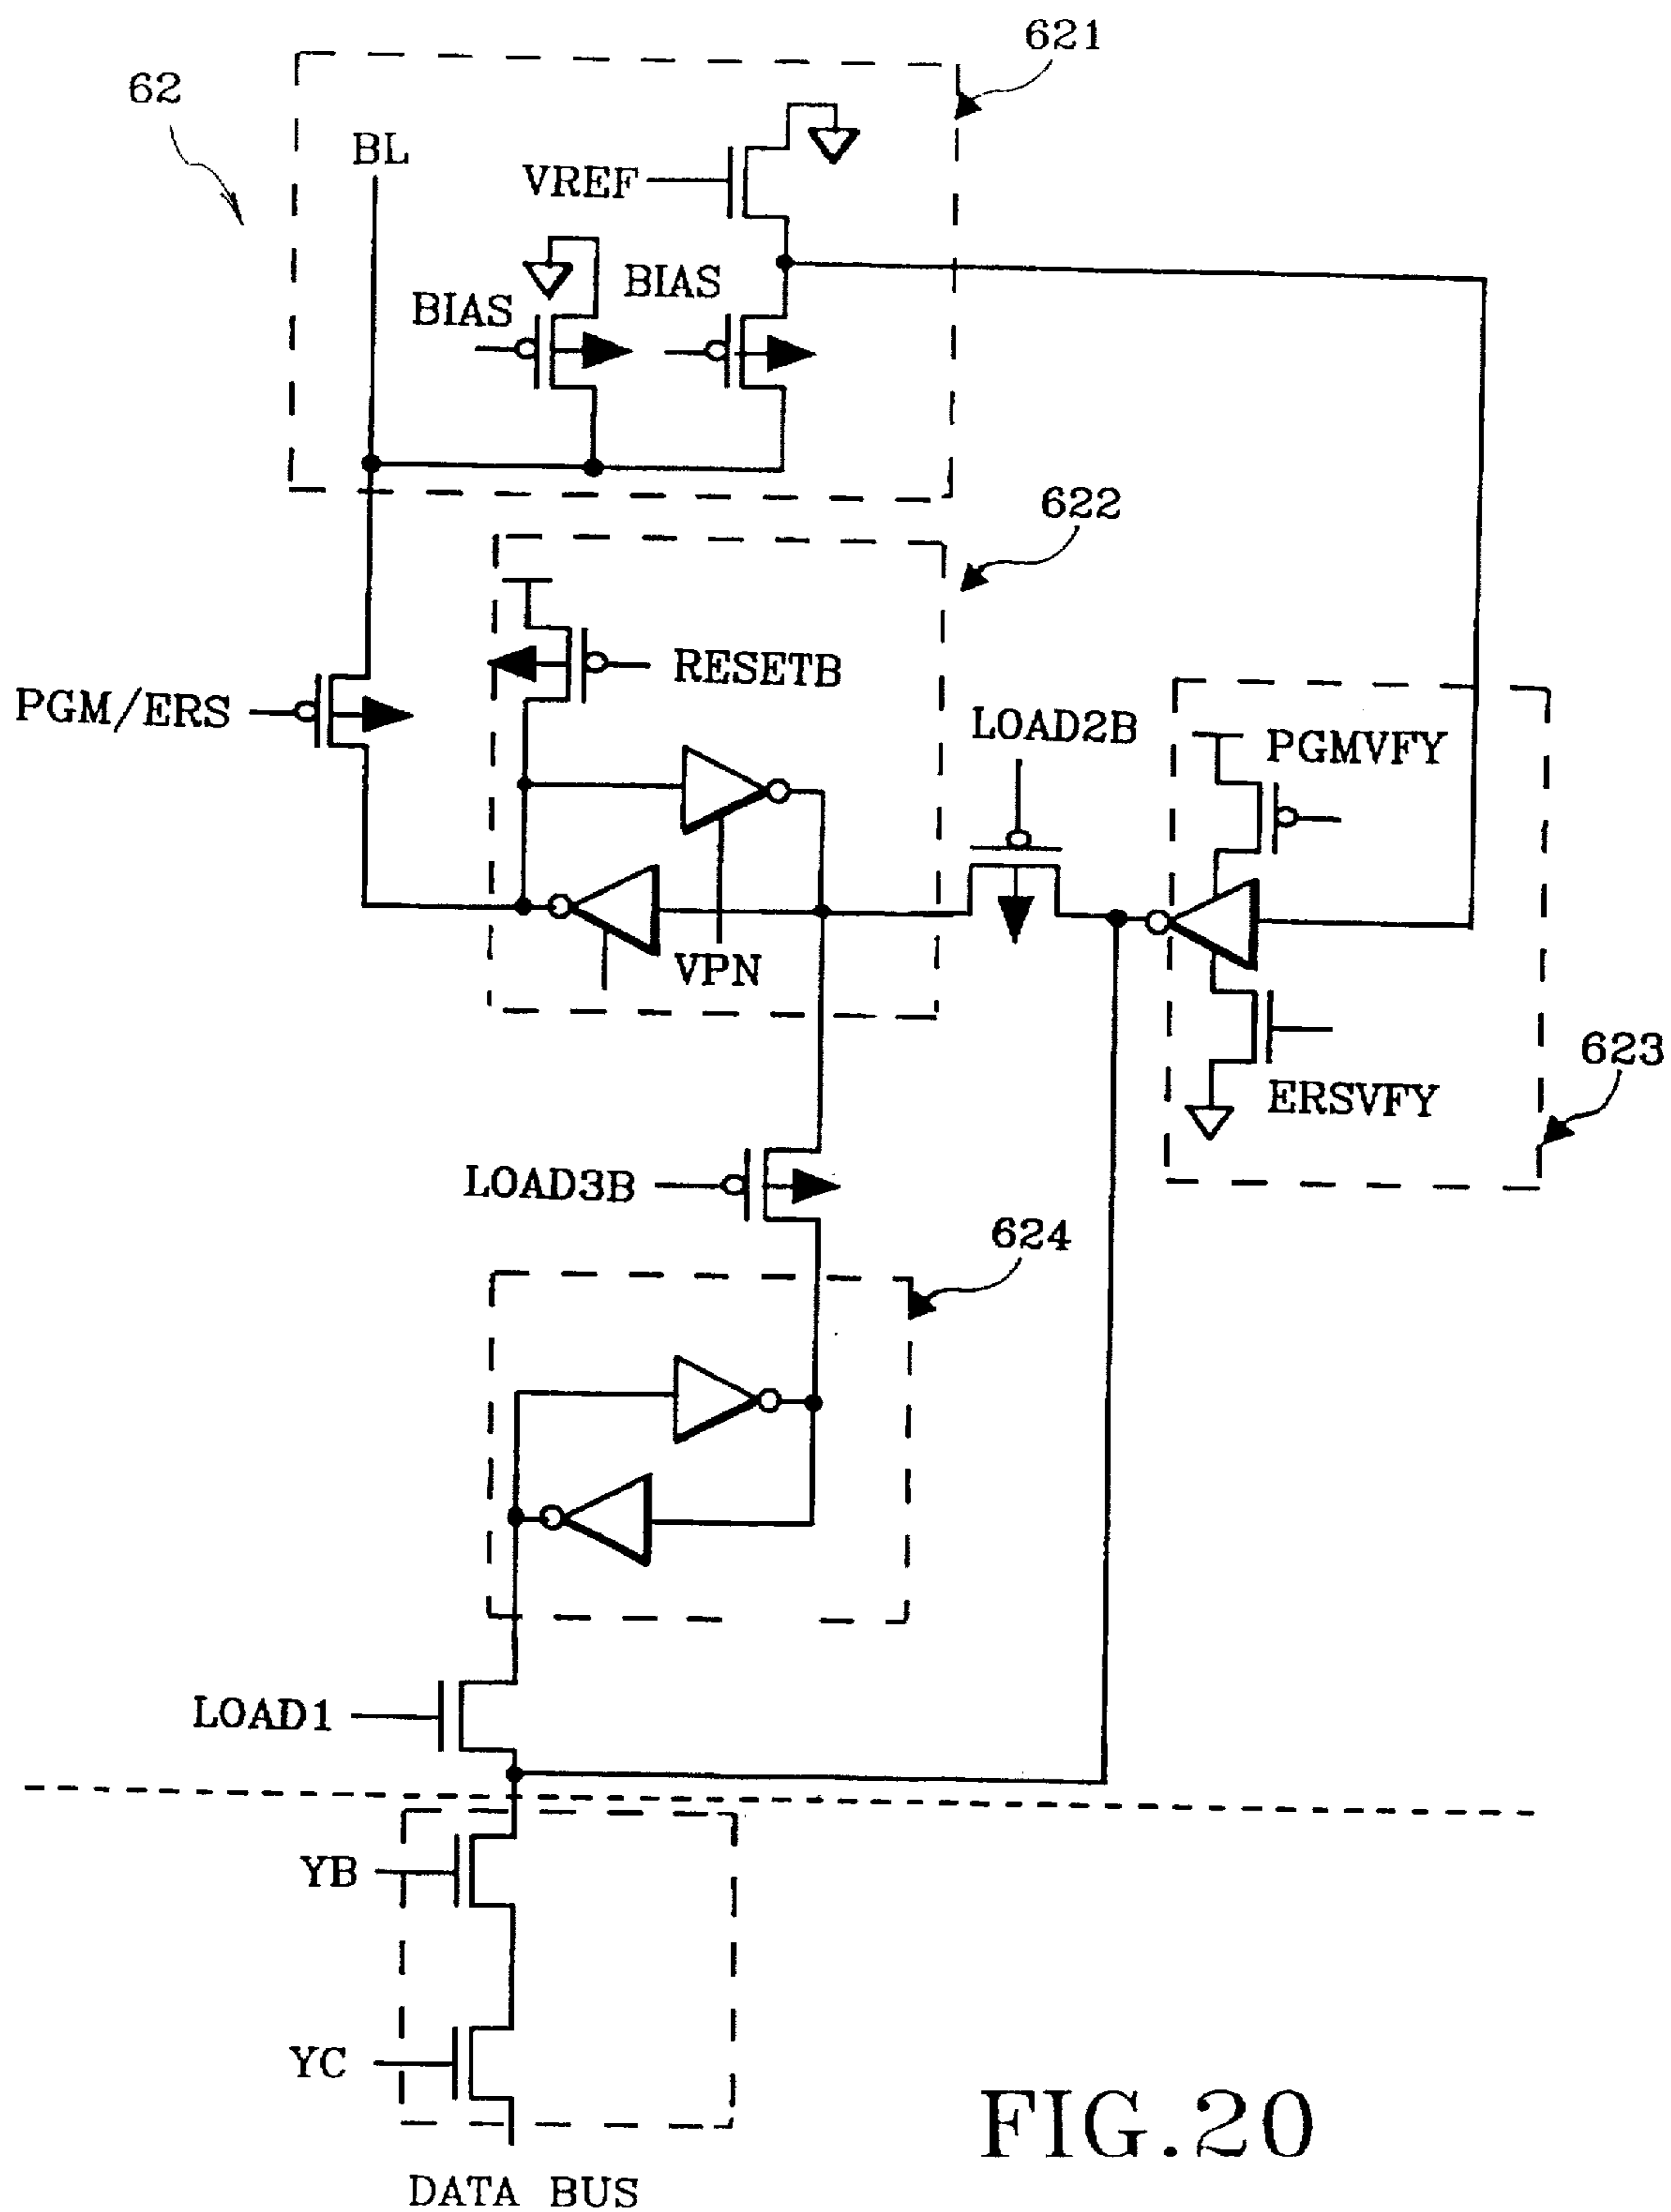 621
62
BL
VREF
BIAS
BIAS
622
RESETB
PGM/ERS
LOAD2B
PGMVFY
VPN
623
ERSVFY
LOAD3B
624
LOAD1
YB
YC
FIG.20
DATA BUS